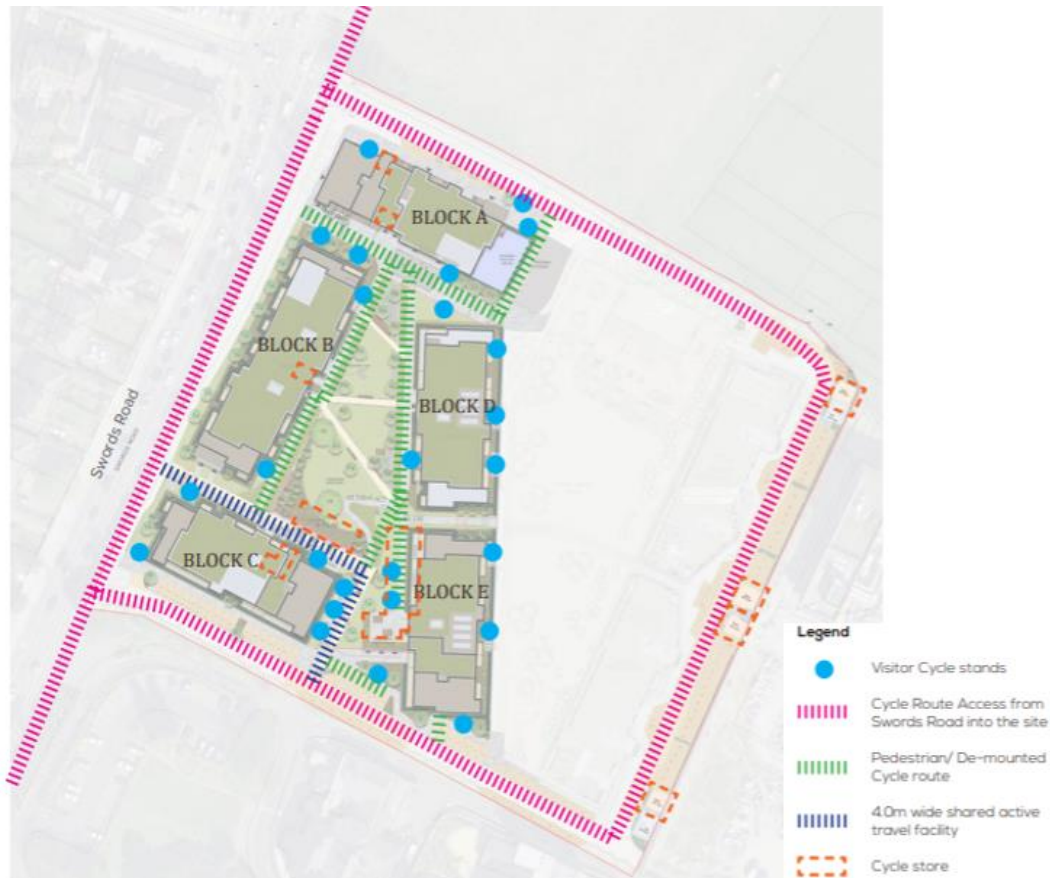 BLOCK A
BLOCK B
Swords Road
BLOCK D
BLOCK C
BLOCK E
Legend
Visitor Cycle stands
Cycle Route Access from
Swords Road into the site
Pedestrian/ De-mounted
Cycle route
4.0m wide shared active
travel facility
Cycle store